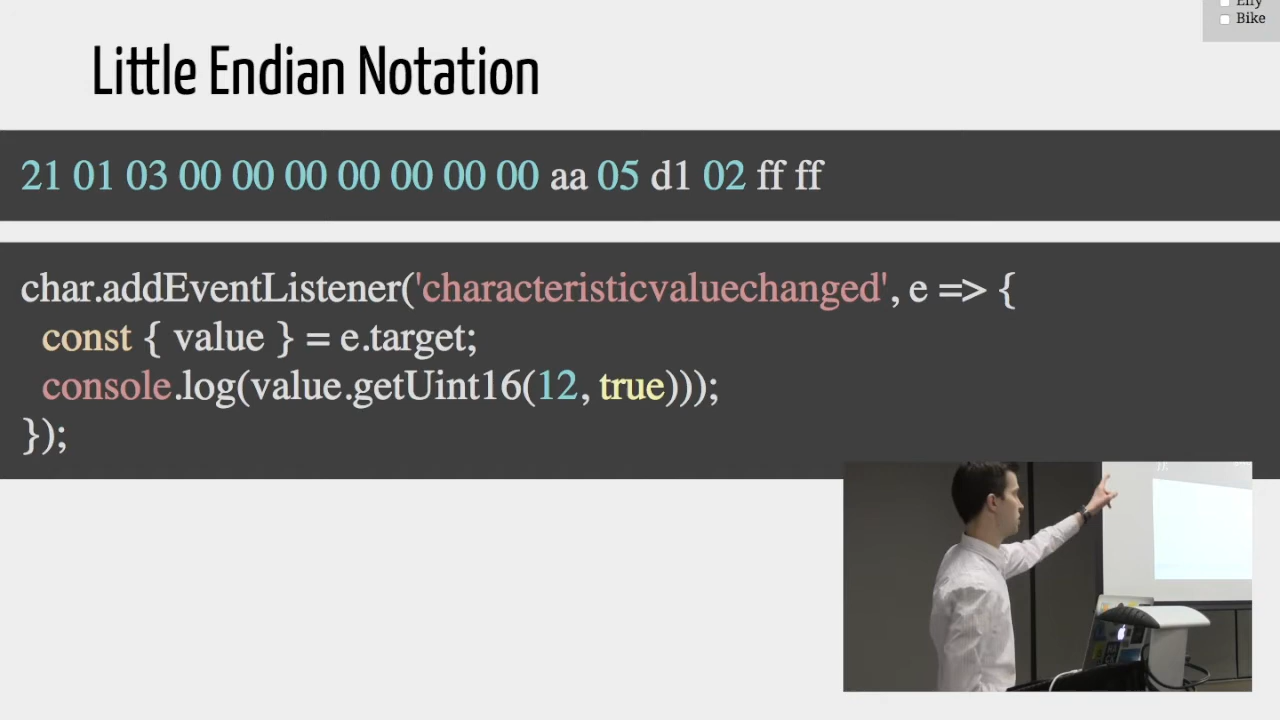 Bike
Little Endian Notation
21 01 03 00 00 00 00 00 00 00 aa 05 d1 02 ff ff
char.addEventListener('characteristicvaluechanged', e => {
const { value } = e.target;
console.log(value.getUint16(12, true)));
});